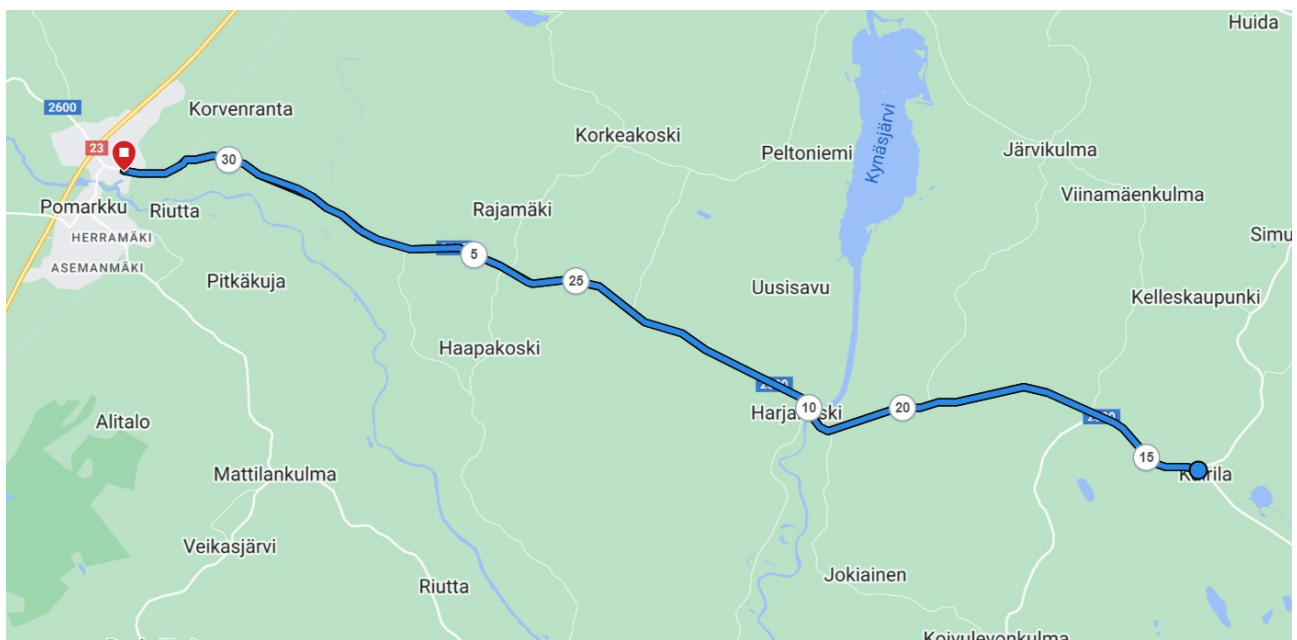 Huida
2600
Korvenranta
Korkeakoski
Järvikulma
23
30
Peltoniemi
Kynäsjärvi
Viinamäenkulma
Pomarkku
Riutta
Rajamäki
HERRAMÄKI
Simu
5
ASEMANMÄKI
Pitkäkuja
25
Uusisavu
Kelleskaupunki
Haapakoski
10
20
Alitalo
15
Mattilankulma
Veikasjärvi
Jokiainen
Riutta